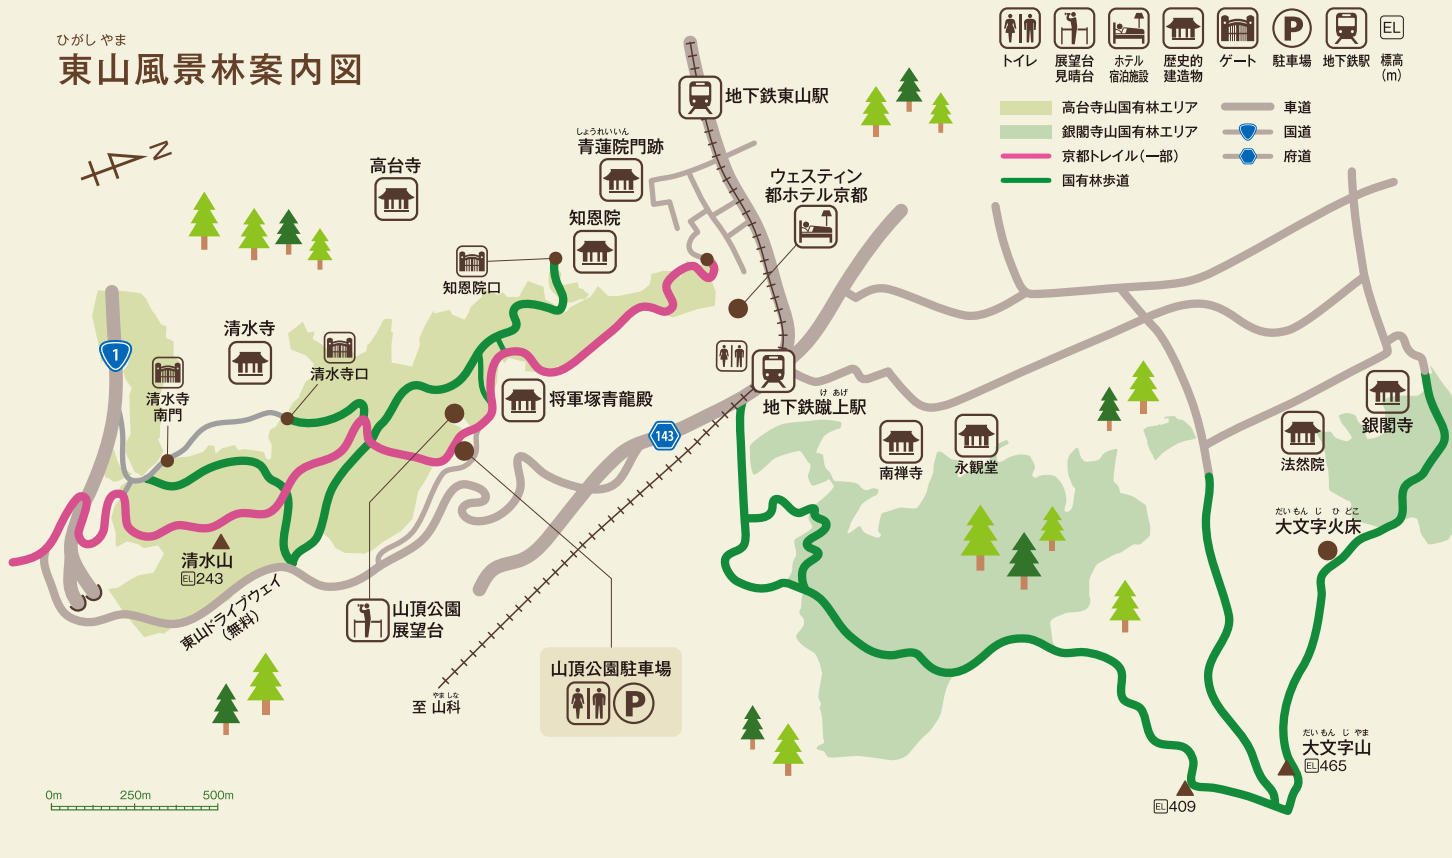 ひがし やま
東山風景林案内図
トイレ
展望台
見晴台
ホテル
宿泊施設
歴史的
建造物
ゲート
P
駐車場
地下鉄駅
EL
標高
(m)
高台寺山国有林エリア
銀閣寺山国有林エリア
京都トレイル(一部)
国有林歩道
車道
国道
府道
N
地下鉄東山駅
しょうれいいん
青蓮院門跡
高台寺
ウェスティン
都ホテル京都
知恩院
知恩院口
清水寺
清水寺口
1
清水寺
南門
将軍塚青龍殿
け あげ
地下鉄蹴上駅
143
南禅寺
永観堂
法然院
銀閣寺
だい もん じ ひ どこ
大文字火床
清水山
EL243
東山ドライブウェイ
(無料)
山頂公園
展望台
山頂公園駐車場
P
やま しな
至 山科
だい もん じ やま
大文字山
EL465
EL409
0m 250m 500m